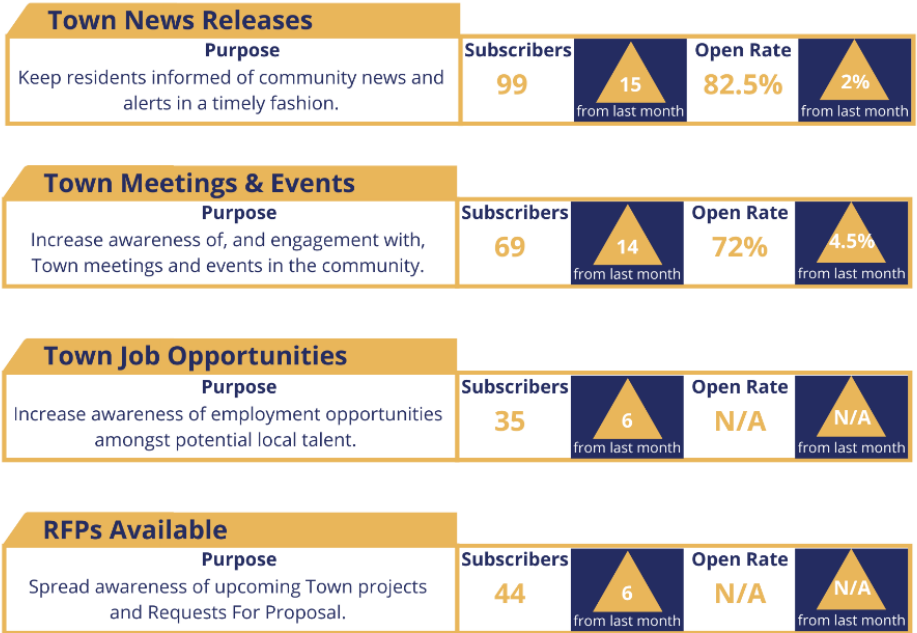 Town News Releases
Purpose
Keep residents informed of community news and
alerts in a timely fashion.
Subscribers
99
15
from last month
Open Rate
82.5%
2%
from last month
Town Meetings & Events
Purpose
Increase awareness of, and engagement with,
Town meetings and events in the community.
Subscribers
69
14
from last month
Open Rate
72%
4.5%
from last month
Town Job Opportunities
Purpose
Increase awareness of employment opportunities
amongst potential local talent.
Subscribers
35
6
from last month
Open Rate
N/A
N/A
from last month
RFPs Available
Purpose
Spread awareness of upcoming Town projects
and Requests For Proposal.
Subscribers
44
6
from last month
Open Rate
N/A
N/A
from last month